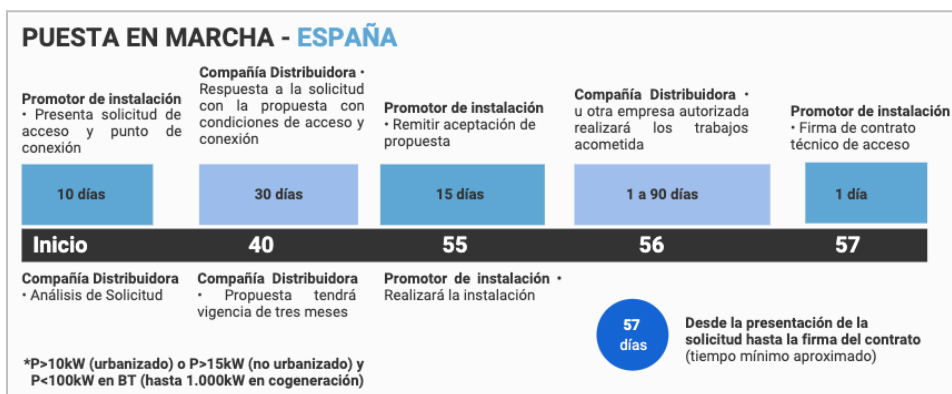 PUESTA EN MARCHA - ESPAÑA
Promotor de instalación
• Presenta solicitud de
acceso y punto de
conexión
Compañía Distribuidora •
Respuesta a la solicitud
con la propuesta con
condiciones de acceso y
conexión
Promotor de instalación
• Remitir aceptación de
propuesta
Compañía Distribuidora •
u otra empresa autorizada
realizará los trabajos
acometida
Promotor de instalación
• Firma de contrato
técnico de acceso
10 días
30 días
15 días
1 a 90 días
1 día
Inicio
40
55
56
57
Compañía Distribuidora
• Análisis de Solicitud
Compañía Distribuidora
• Propuesta tendrá
vigencia de tres meses
Promotor de instalación •
Realizará la instalación
57
días
Desde la presentación de la
solicitud hasta la firma del contrato
(tiempo mínimo aproximado)
*P>10kW (urbanizado) o P>15kW (no urbanizado) y
P<100kW en BT (hasta 1.000kW en cogeneración)